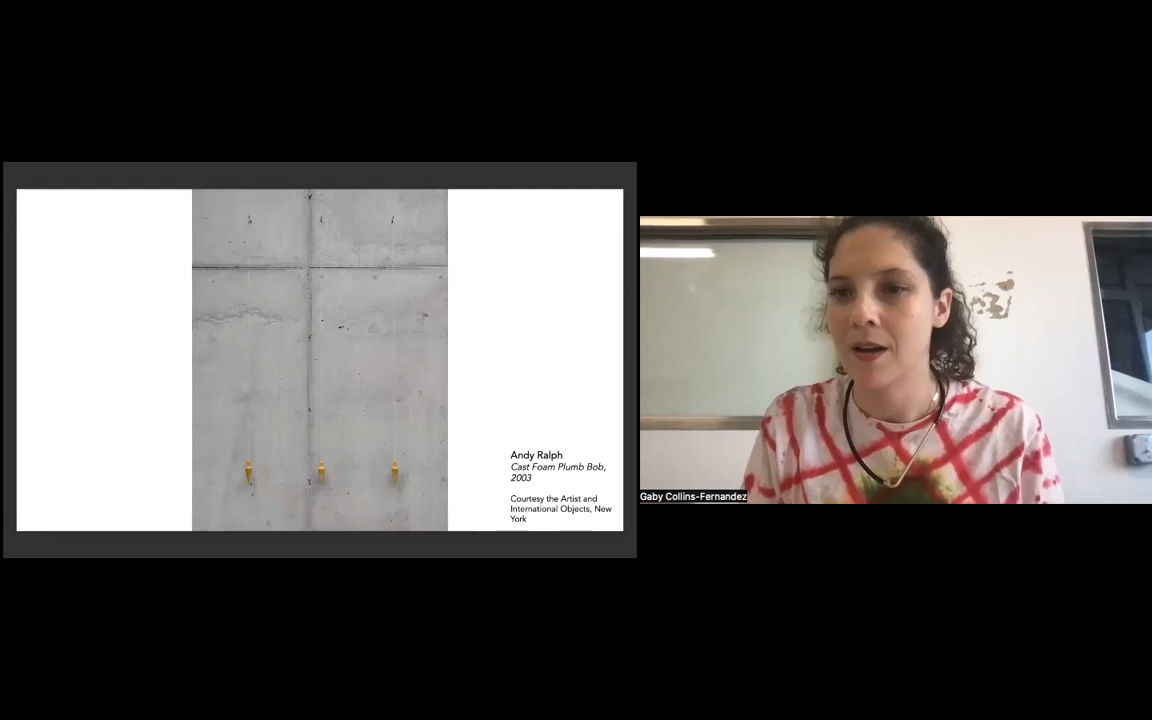 Andy Ralph
Cast Foam Plumb Bob,
2003
Courtesy the Artist and
International Objects, New
York
Gaby Collins-Fernandez